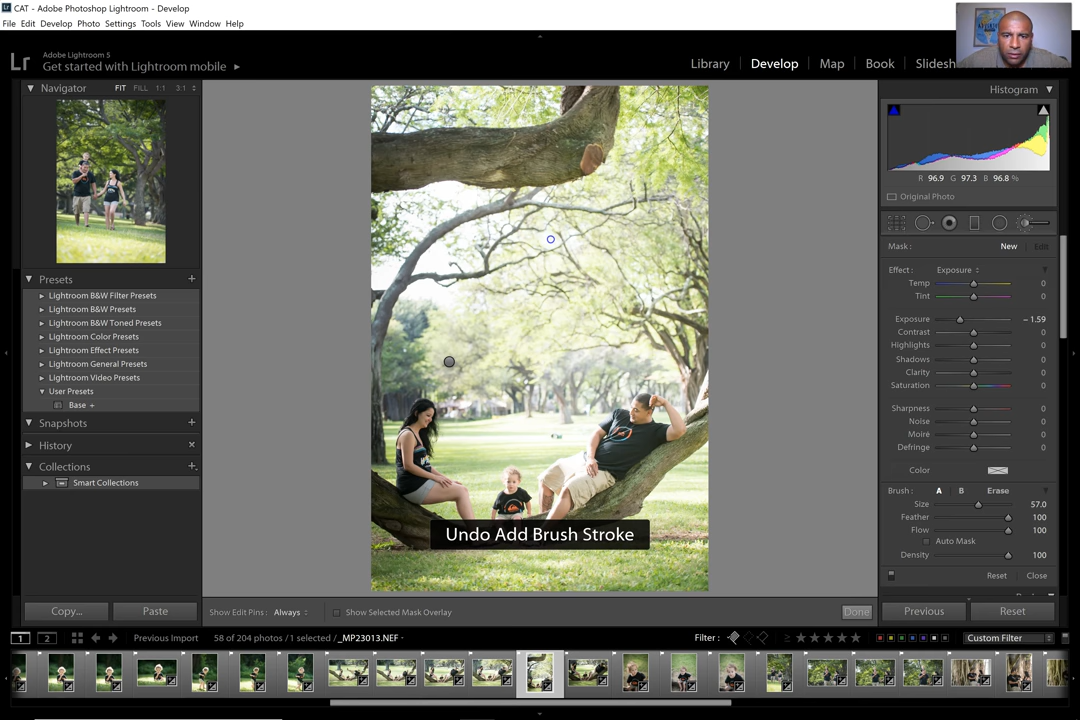 CAT - Adobe Photoshop Lightroom - Develop
File Edit Develop Photo Settings Tools View Window Help
Lr
Adobe Lightroom 5
Get started with Lightroom mobile
Library Develop Map Book Slidesh
Navigator FIT FILL 1:1 3:1
Presets
Lightroom B&W Filter Presets
Lightroom B&W Presets
Lightroom B&W Toned Presets
Lightroom Color Presets
Lightroom Effect Presets
Lightroom General Presets
Lightroom Video Presets
User Presets
Base +
Snapshots
History
Collections
Smart Collections
Copy... Paste
Undo Add Brush Stroke
Show Edit Pins : Always Show Selected Mask Overlay Done
Histogram
R 96.9 G 97.3 B 96.8 %
Original Photo
Mask : New Edit
Effect : Exposure
Temp 0
Tint 0
Exposure – 1.59
Contrast 0
Highlights 0
Shadows 0
Clarity 0
Saturation 0
Sharpness 0
Noise 0
Moire 0
Defringe 0
Color
Brush : A B Erase
Size 57.0
Feather 100
Flow 100
Auto Mask
Density 100
Reset Close
Previous Reset
1 2 Previous Import 58 of 204 photos / 1 selected / _MP23013.NEF Filter : Custom Filter